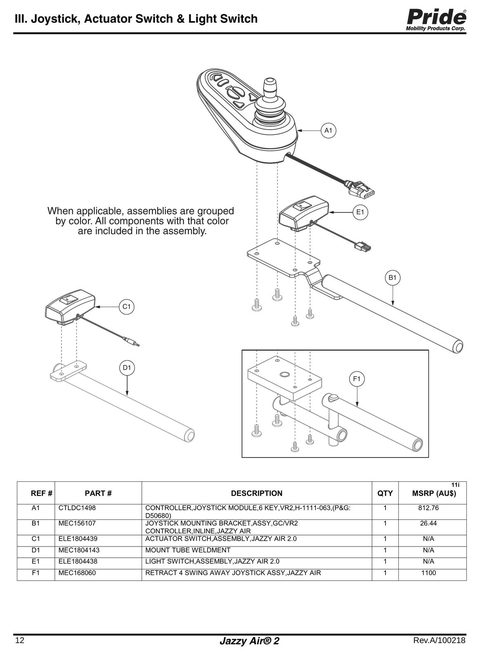 III. Joystick, Actuator Switch & Light Switch
Pride®
Mobility Products Corp.
A1
When applicable, assemblies are grouped
by color. All components with that color
are included in the assembly.
E1
B1
C1
D1
F1
REF # PART # DESCRIPTION QTY 11i MSRP (AU$)
A1 CTLDC1498 CONTROLLER,JOYSTICK MODULE,6 KEY,VR2,H-1111-063,(P&G:
D50680) 1 812.76
B1 MEC156107 JOYSTICK MOUNTING BRACKET,ASSY,GC/VR2
CONTROLLER,INLINE,JAZZY AIR 1 26.44
C1 ELE1804439 ACTUATOR SWITCH,ASSEMBLY,JAZZY AIR 2.0 1 N/A
D1 MEC1804143 MOUNT TUBE WELDMENT 1 N/A
E1 ELE1804438 LIGHT SWITCH,ASSEMBLY,JAZZY AIR 2.0 1 N/A
F1 MEC168060 RETRACT 4 SWING AWAY JOYSTICK ASSY,JAZZY AIR 1 1100
12 Jazzy Air® 2 Rev.A/100218